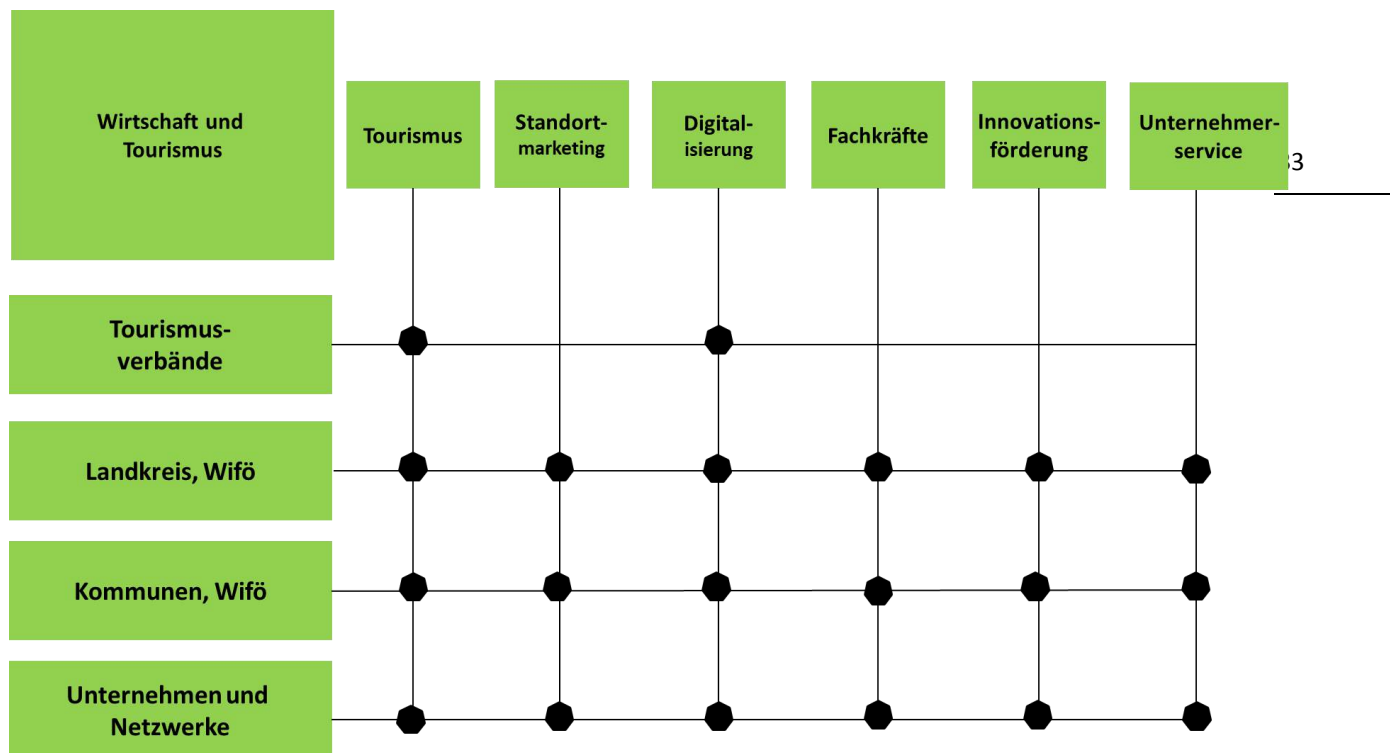 Wirtschaft und
Tourismus
Tourismus
Standort-
marketing
Digital-
isierung
Fachkräfte
Innovations-
förderung
Unternehmer-
service
Tourismus-
verbände
Landkreis, Wifö
Kommunen, Wifö
Unternehmen und
Netzwerke